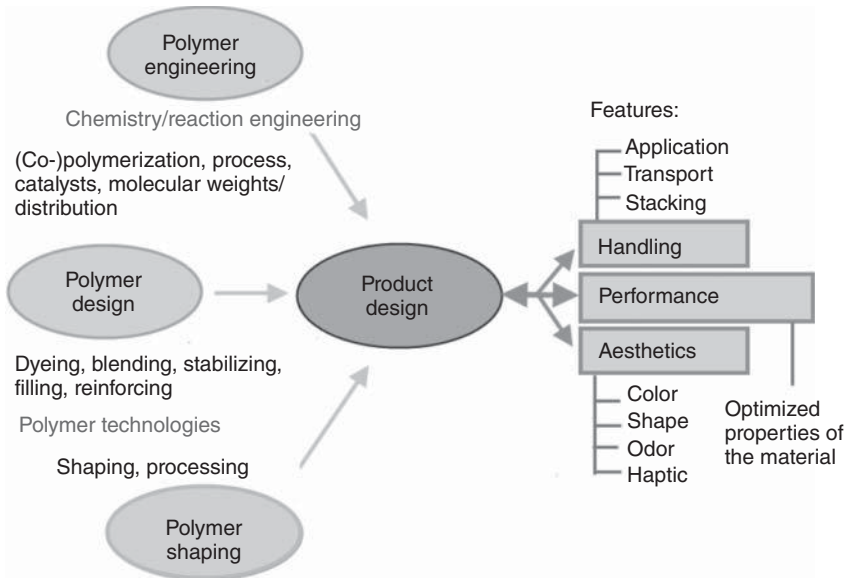 Polymer
engineering
Chemistry/reaction engineering
(Co-)polymerization, process,
catalysts, molecular weights/
distribution
Polymer
design
Dyeing, blending, stabilizing,
filling, reinforcing
Polymer technologies
Shaping, processing
Polymer
shaping
Product
design
Features:
Application
Transport
Stacking
Handling
Performance
Aesthetics
Color
Shape
Odor
Haptic
Optimized
properties of
the material